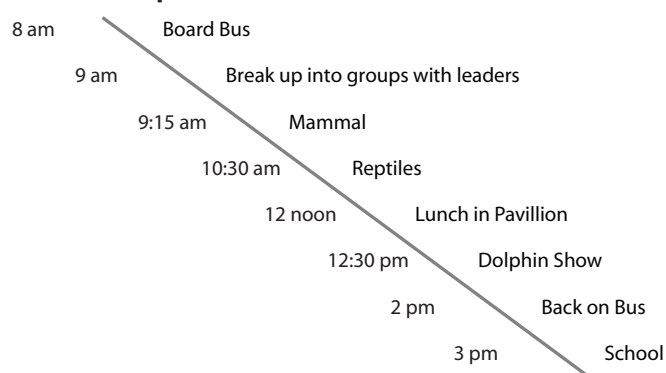 8 am Board Bus
9 am Break up into groups with leaders
9:15 am Mammal
10:30 am Reptiles
12 noon Lunch in Pavillion
12:30 pm Dolphin Show
2 pm Back on Bus
3 pm School